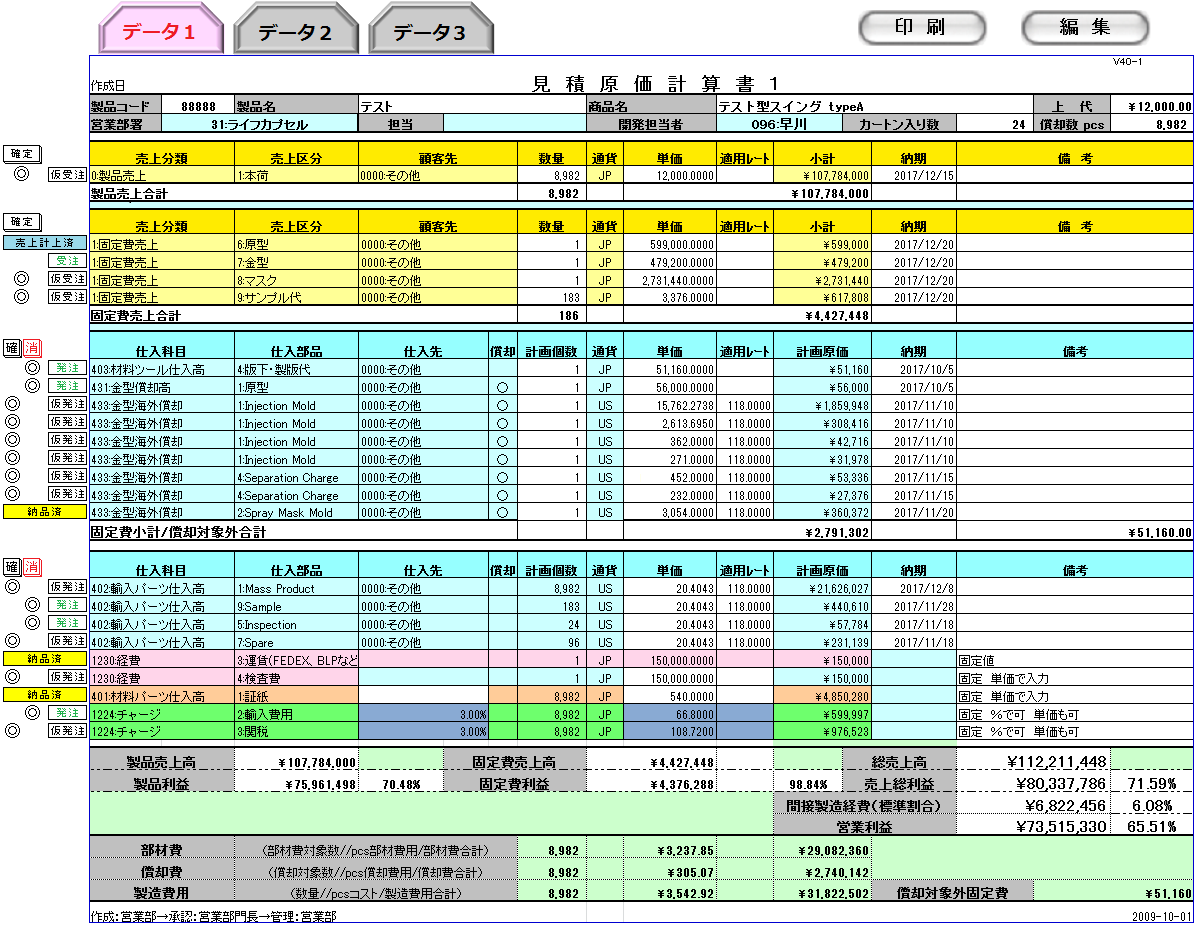 データ1 データ2 データ3 印 刷 編 集
V40-1
作成日 見 積 原 価 計 算 書 1
製品コード 88888 製品名 テスト 商品名 テスト型スイング typeA 上 代 ¥12,000.00
営業部署 31:ライフカプセル 担当 開発担当者 096:早川 カートン入り数 24 償却数 pcs 8,982
確定 売上分類 売上区分 顧客先 数量 通貨 単価 適用レート 小計 納期 備 考
◎ 仮受注 0:製品売上 1:本荷 0000:その他 8,982 JP 12,000.0000 ¥107,784,000 2017/12/15
製品売上合計 8,982 ¥107,784,000
確定 売上分類 売上区分 顧客先 数量 通貨 単価 適用レート 小計 納期 備 考
売上計上済 1:固定費売上 6:原型 0000:その他 1 JP 599,000.0000 ¥599,000 2017/12/20
受注 1:固定費売上 7:金型 0000:その他 1 JP 479,200.0000 ¥479,200 2017/12/20
◎ 仮受注 1:固定費売上 8:マスク 0000:その他 1 JP 2,731,440.0000 ¥2,731,440 2017/12/20
◎ 仮受注 1:固定費売上 9:サンプル代 0000:その他 183 JP 3,376.0000 ¥617,808 2017/12/20
固定費売上合計 186 ¥4,427,448
確 消 仕入科目 仕入部品 仕入先 償却 計画個数 通貨 単価 適用レート 計画原価 納期 備考
◎ 発注 403:材料ツール仕入高 4:版下・製版代 0000:その他 1 JP 51,160.0000 ¥51,160 2017/10/5
◎ 発注 431:金型償却高 1:原型 0000:その他 ○ 1 JP 56,000.0000 ¥56,000 2017/10/5
◎ 仮発注 433:金型海外償却 1:Injection Mold 0000:その他 ○ 1 US 15,762.2738 118.0000 ¥1,859,948 2017/11/10
◎ 仮発注 433:金型海外償却 1:Injection Mold 0000:その他 ○ 1 US 2,613.6950 118.0000 ¥308,416 2017/11/10
◎ 仮発注 433:金型海外償却 1:Injection Mold 0000:その他 ○ 1 US 362.0000 118.0000 ¥42,716 2017/11/10
◎ 仮発注 433:金型海外償却 1:Injection Mold 0000:その他 ○ 1 US 271.0000 118.0000 ¥31,978 2017/11/10
◎ 仮発注 433:金型海外償却 4:Separation Charge 0000:その他 ○ 1 US 452.0000 118.0000 ¥53,336 2017/11/15
◎ 仮発注 433:金型海外償却 4:Separation Charge 0000:その他 ○ 1 US 232.0000 118.0000 ¥27,376 2017/11/15
納品済 433:金型海外償却 2:Spray Mask Mold 0000:その他 ○ 1 US 3,054.0000 118.0000 ¥360,372 2017/11/20
固定費小計/償却対象外合計 ¥2,791,302 ¥51,160.00
確 消 仕入科目 仕入部品 仕入先 償却 計画個数 通貨 単価 適用レート 計画原価 納期 備考
◎ 仮発注 402:輸入パーツ仕入高 1:Mass Product 0000:その他 8,982 US 20.4043 118.0000 ¥21,626,027 2017/12/8
◎ 発注 402:輸入パーツ仕入高 9:Sample 0000:その他 183 US 20.4043 118.0000 ¥440,610 2017/11/28
◎ 発注 402:輸入パーツ仕入高 5:Inspection 0000:その他 24 US 20.4043 118.0000 ¥57,784 2017/11/18
◎ 仮発注 402:輸入パーツ仕入高 7:Spare 0000:その他 96 US 20.4043 118.0000 ¥231,139 2017/11/18
納品済 1230:経費 3:運賃(FEDEX、BLPなど 1 JP 150,000.0000 ¥150,000 固定値
◎ 仮発注 1230:経費 4:検査費 1 JP 150,000.0000 ¥150,000 固定 単価で入力
納品済 401:材料パーツ仕入高 1:証紙 8,982 JP 540.0000 ¥4,850,280 固定 単価で入力
◎ 発注 1224:チャージ 2:輸入費用 3.00% 8,982 JP 66.8000 ¥599,997 固定 %で可 単価も可
◎ 仮発注 1224:チャージ 3:関税 3.00% 8,982 JP 108.7200 ¥976,523 固定 %で可 単価も可
製品売上高 ¥107,784,000 固定費売上高 ¥4,427,448 総売上高 ¥112,211,448
製品利益 ¥75,961,498 70.48% 固定費利益 ¥4,376,288 98.84% 売上総利益 ¥80,337,786 71.59%
間接製造経費(標準割合) ¥6,822,456 6.08%
営業利益 ¥73,515,330 65.51%
部材費 (部材費対象数//pcs部材費用/部材費合計) 8,982 ¥3,237.85 ¥29,082,360
償却費 (償却対象数//pcs償却費用/償却費合計) 8,982 ¥305.07 ¥2,740,142
製造費用 (数量//pcsコスト/製造費用合計) 8,982 ¥3,542.92 ¥31,822,502 償却対象外固定費 ¥51,160
作成:営業部→承認:営業部門長→管理:営業部 2009-10-01